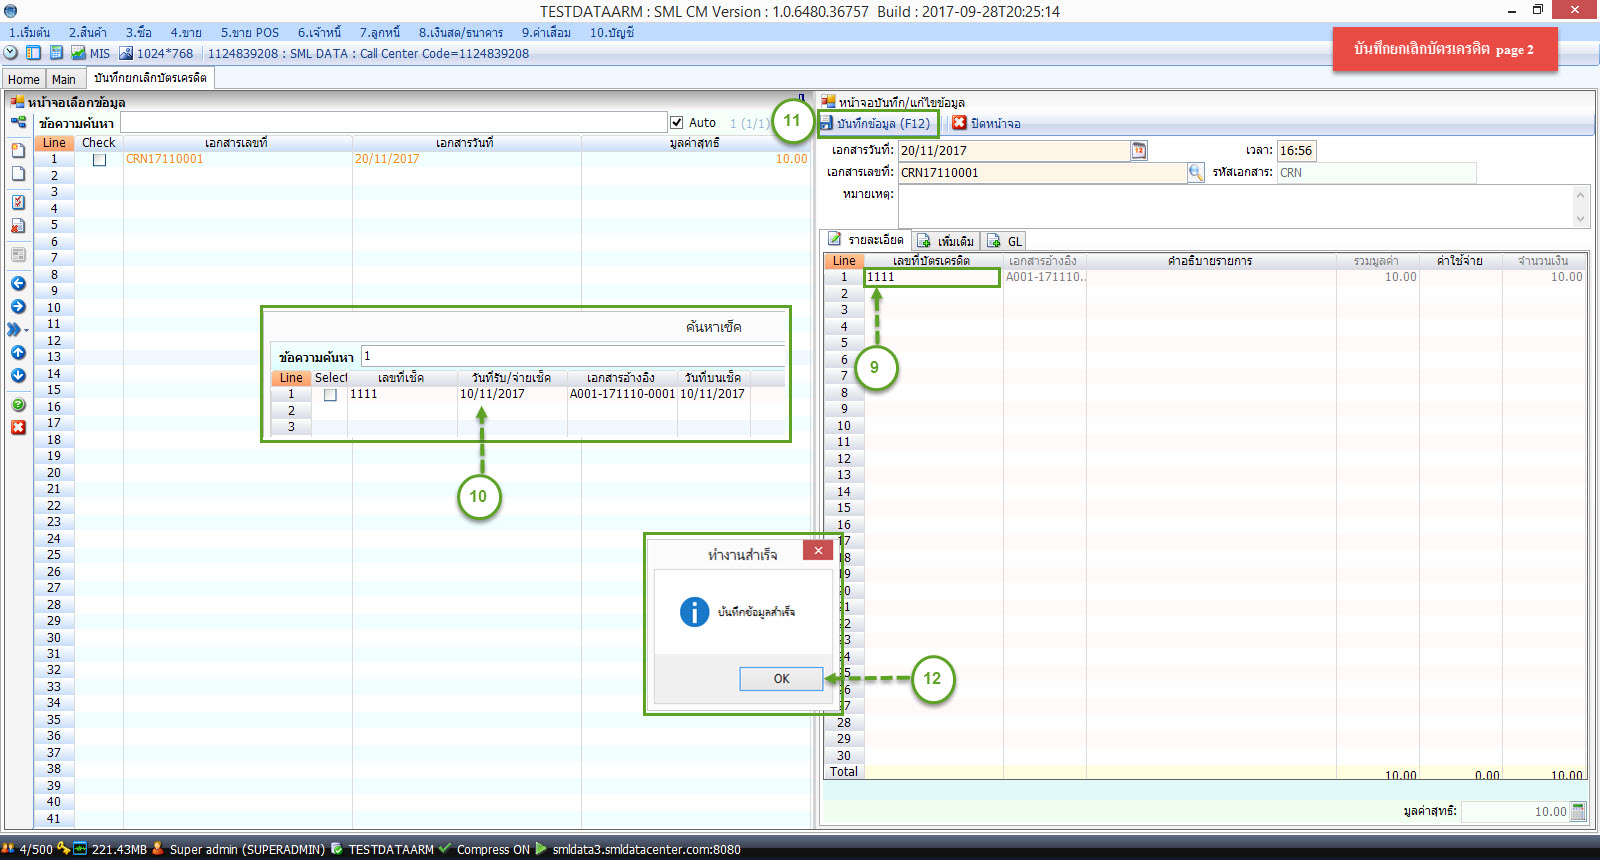 TESTDATAARM : SML CM Version : 1.0.6480.36757 Build : 2017-09-28T20:25:14
1.เริ่มต้น 2.สินค้า 3.ซื้อ 4.ขาย 5.ขาย POS 6.เจ้าหนี้ 7.ลูกหนี้ 8.เงินสด/ธนาคาร 9.ค่าเสื่อม 10.บัญชี
MIS 1024*768 1124839208 : SML DATA : Call Center Code=1124839208
บันทึกยกเลิกบัตรเครดิต page 2
Home Main บันทึกยกเลิกบัตรเครดิต
หน้าจอเลือกข้อมูล
ข้อความค้นหา Auto 1 (1/1)
Line Check เอกสารเลขที่ เอกสารวันที่ มูลค่าสุทธิ
1 CRN17110001 20/11/2017 10.00
2
3
4
5
6
7
8
9
10
11
12
13
14
15
16
17
18
19
20
21
22
23
24
25
26
27
28
29
30
31
32
33
34
35
36
37
38
39
40
41
ค้นหาเช็ค
ข้อความค้นหา 1
Line Select เลขที่เช็ค วันที่รับ/จ่ายเช็ค เอกสารอ้างอิง วันที่บนเช็ค
1 1111 10/11/2017 A001-171110-0001 10/11/2017
2
3
10
ทำงานสำเร็จ
บันทึกข้อมูลสำเร็จ
OK
12
หน้าจอบันทึก/แก้ไขข้อมูล
11
บันทึกข้อมูล (F12) ปิดหน้าจอ
เอกสารวันที่: 20/11/2017 12 เวลา: 16:56
เอกสารเลขที่: CRN17110001 รหัสเอกสาร: CRN
หมายเหตุ:
รายละเอียด เพิ่มเติม GL
Line เลขที่บัตรเครดิต เอกสารอ้างอิง คำอธิบายรายการ รวมมูลค่า ค่าใช้จ่าย จำนวนเงิน
1 1111 A001-171110.. 10.00 10.00
2
3
4
5
6
7
8
9
10
11
12
13
14
15
16
17
18
19
20
21
22
23
24
25
26
27
28
29
30
9
Total 10.00 0.00 10.00
มูลค่าสุทธิ: 10.00
4/500 221.43MB Super admin (SUPERADMIN) TESTDATAARM Compress ON smldata3.smldatacenter.com:8080